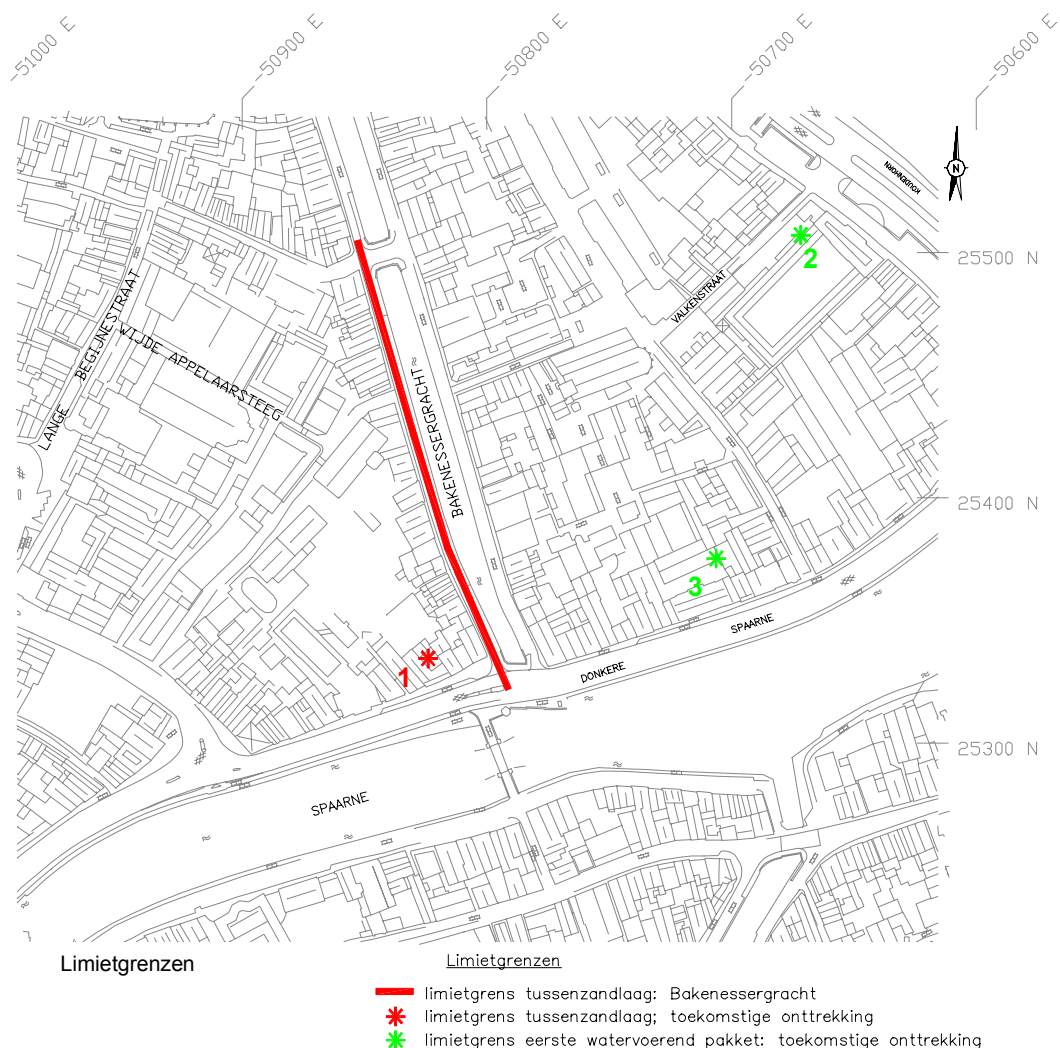 -51000 E
-50900 E
-50800 E
-50700 E
-50600 E
N
KOUDENHORN
2
25500 N
VALKENSTRAAT
LANGE BEGIJNESTRAAT
WIJDE APPELAARSTEEG
BAKENESSERGRACHT
25400 N
3
1
DONKERE SPAARNE
25300 N
SPAARNE
Limietgrenzen
Limietgrenzen
limietgrens tussenzandlaag: Bakenessergracht
limietgrens tussenzandlaag; toekomstige onttrekking
limietgrens eerste watervoerend pakket: toekomstige onttrekking